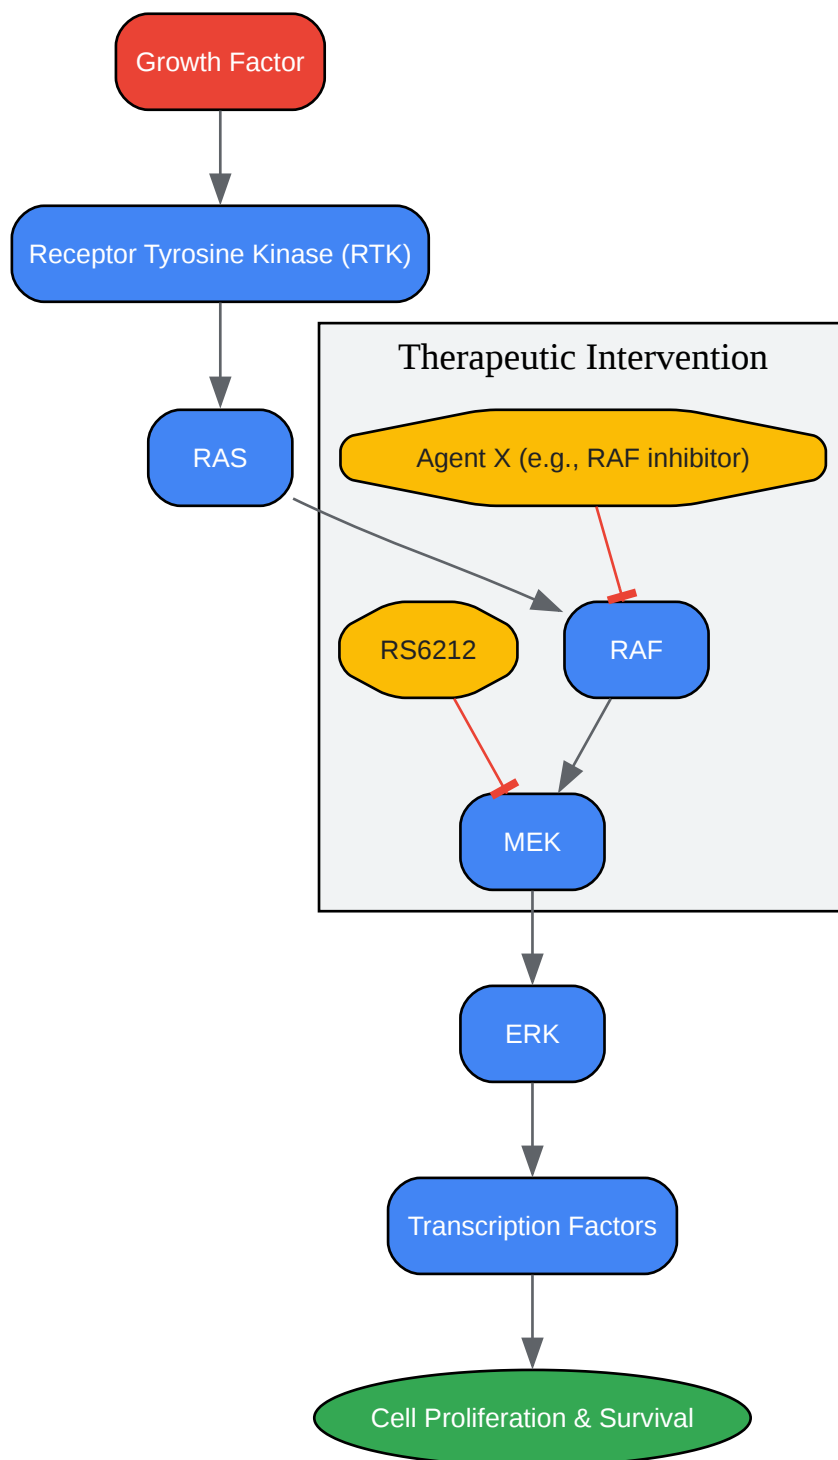 Growth Factor
Receptor Tyrosine Kinase (RTK)
Therapeutic Intervention
RAS
Agent X (e.g., RAF inhibitor)
RS6212
RAF
MEK
ERK
Transcription Factors
Cell Proliferation & Survival